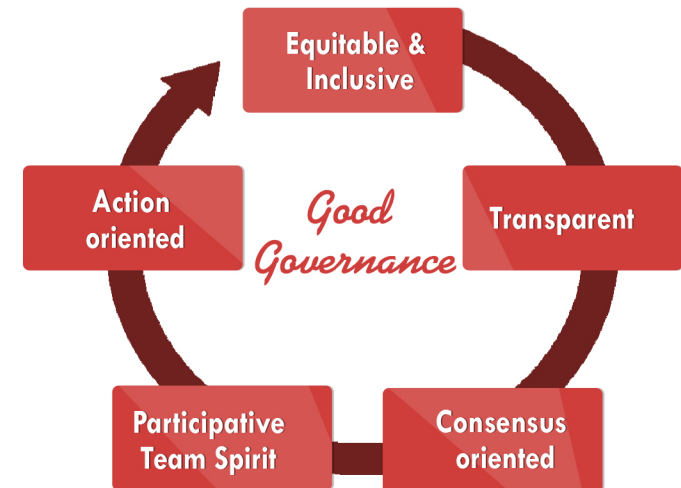 Equitable &
Inclusive
Transparent
Consensus
oriented
Participative
Team Spirit
Action
oriented
Good
Governance